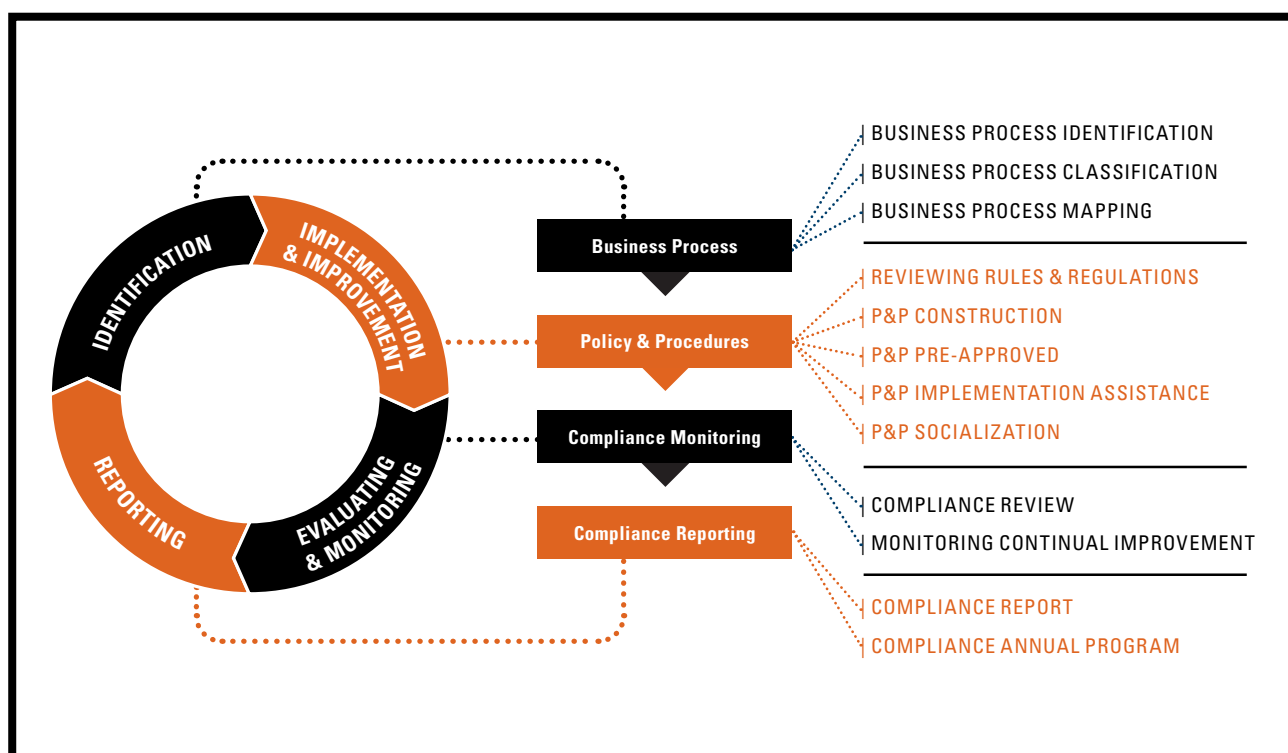 IDENTIFICATION
IMPLEMENTATION
& IMPROVEMENT
EVALUATING
& MONITORING
REPORTING
Business Process
Policy & Procedures
Compliance Monitoring
Compliance Reporting
BUSINESS PROCESS IDENTIFICATION
BUSINESS PROCESS CLASSIFICATION
BUSINESS PROCESS MAPPING
REVIEWING RULES & REGULATIONS
P&P CONSTRUCTION
P&P PRE-APPROVED
P&P IMPLEMENTATION ASSISTANCE
P&P SOCIALIZATION
COMPLIANCE REVIEW
MONITORING CONTINUAL IMPROVEMENT
COMPLIANCE REPORT
COMPLIANCE ANNUAL PROGRAM